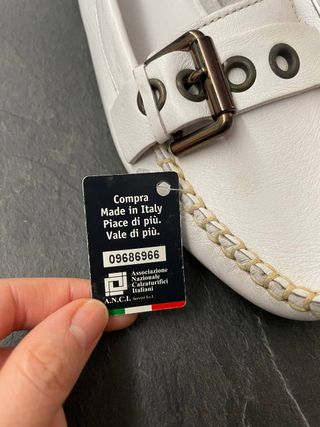 Compra
Made in Italy
Piace di più.
Vale di più.
09686966
Associazione
Nazionale
Calzaturifici
Italiani
A.N.C.I. Servizi S.r.l.